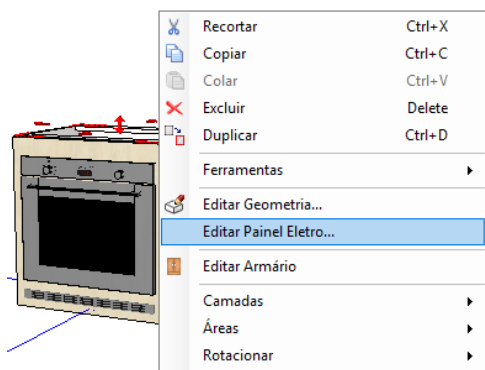 Recortar Ctrl+X
Copiar Ctrl+C
Colar Ctrl+V
Excluir Delete
Duplicar Ctrl+D
Ferramentas
Editar Geometria...
Editar Painel Eletro...
Editar Armário
Camadas
Áreas
Rotacionar